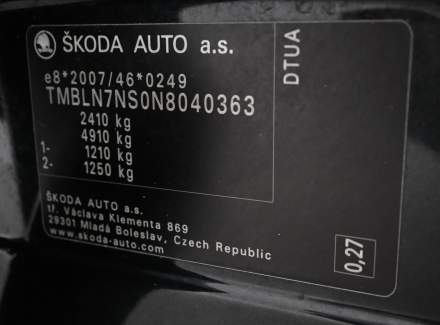 ŠKODA AUTO a.s.
e8*2007/46*0249
TMBLN7NS0N8040363
2410 kg
4910 kg
1- 1210 kg
2- 1250 kg
ŠKODA AUTO a.s.
tř. Václava Klementa 869
29301 Mladá Boleslav, Czech Republic
www.skoda-auto.com
DTUA
0,27